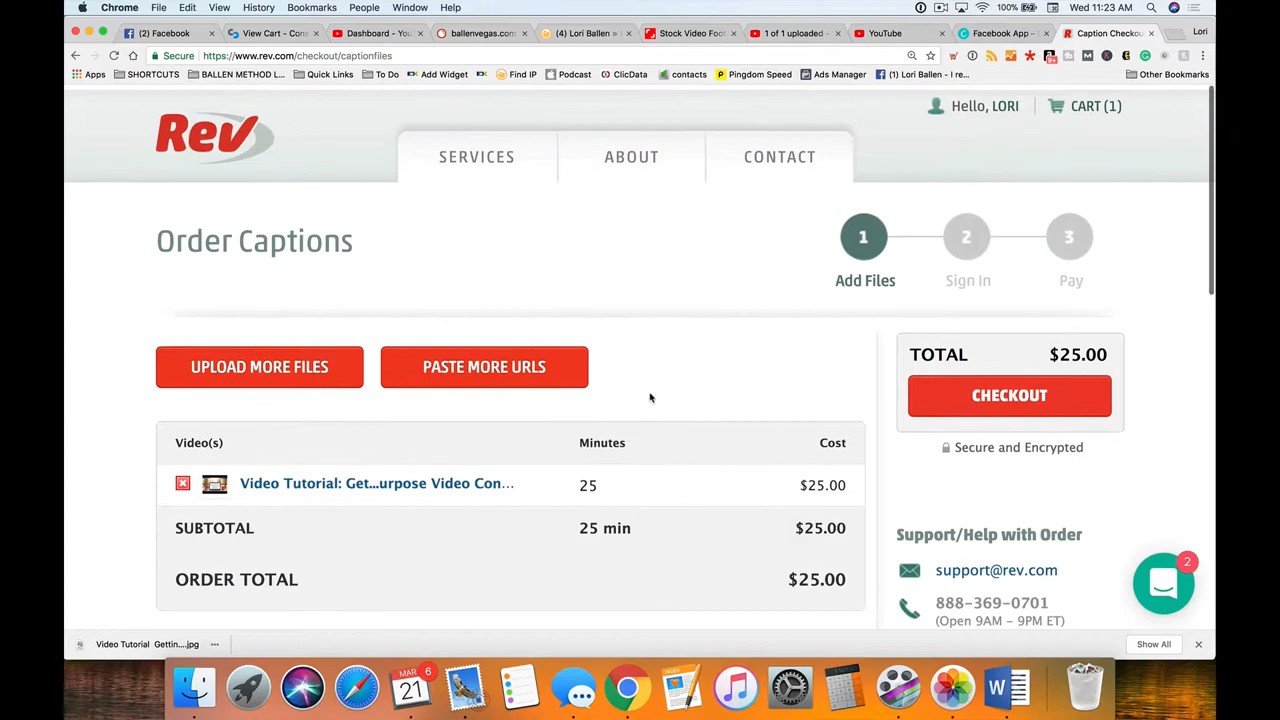 Chrome File Edit View History Bookmarks People Window Help 100% Wed 11:23 AM
(2) Facebook View Cart - Cons Dashboard - You ballenvegas.com (4) Lori Ballen » Stock Video Foot 1 of 1 uploaded - YouTube Facebook App - Caption Checkou Lori
Secure https://www.rev.com/checkout/captionfiles
Apps SHORTCUTS BALLEN METHOD L... Quick Links To Do Add Widget Find IP Podcast ClicData contacts Pingdom Speed Ads Manager (1) Lori Ballen - I re... Other Bookmarks
Hello, LORI CART (1)
Rev
SERVICES ABOUT CONTACT
Order Captions
1 2 3
Add Files Sign In Pay
UPLOAD MORE FILES PASTE MORE URLS
TOTAL $25.00
CHECKOUT
Secure and Encrypted
Video(s) Minutes Cost
Video Tutorial: Get...urpose Video Con... 25 $25.00
SUBTOTAL 25 min $25.00
ORDER TOTAL $25.00
Support/Help with Order
support@rev.com
888-369-0701
(Open 9AM - 9PM ET)
2
Video Tutorial Gettin....jpg Show All
MAR 6
21
W